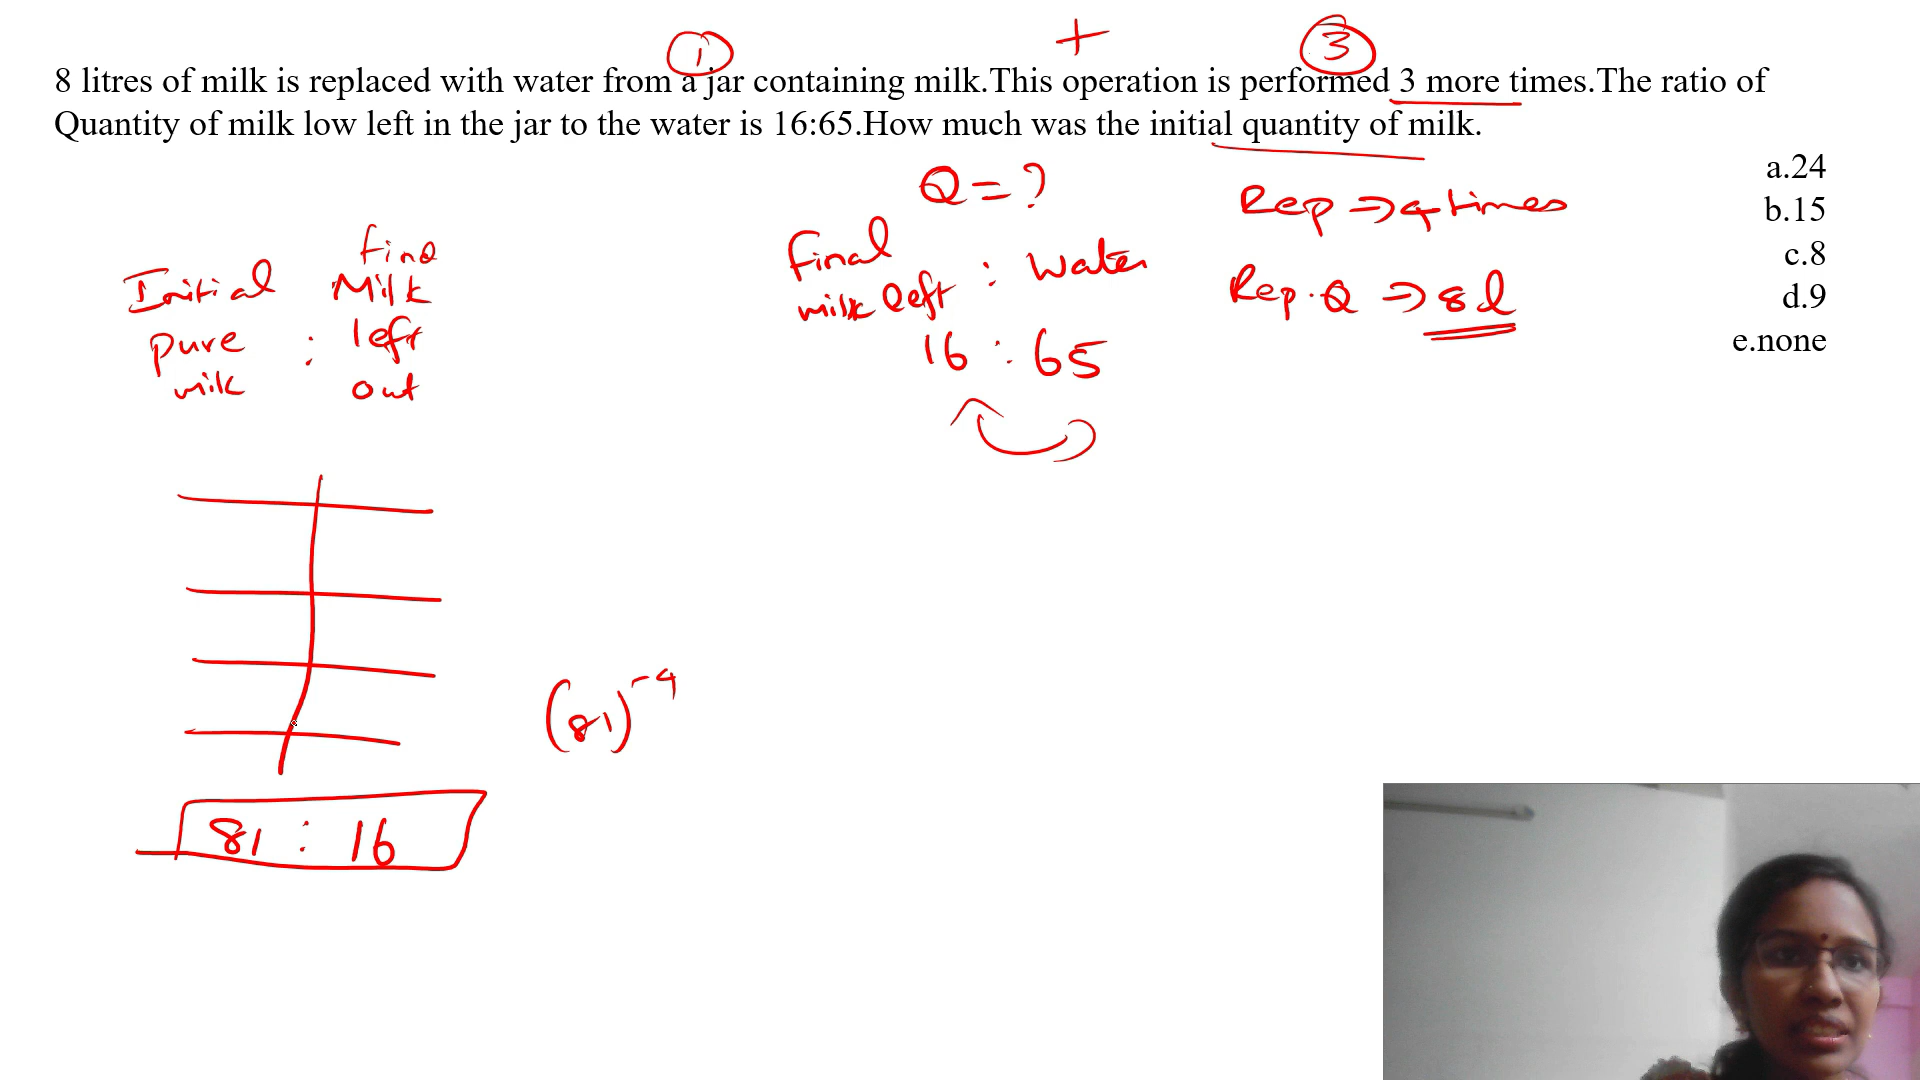 1 + 3
8 litres of milk is replaced with water from a jar containing milk.This operation is performed 3 more times.The ratio of
Quantity of milk low left in the jar to the water is 16:65.How much was the initial quantity of milk.
a.24
b.15
c.8
d.9
e.none
Q = ?
Final
milk left : Water
16 : 65
Rep => 4 times
Rep. Q => 8 l
Initial
pure
milk
:
Milk
left
out
(81)⁻⁴
81 : 16